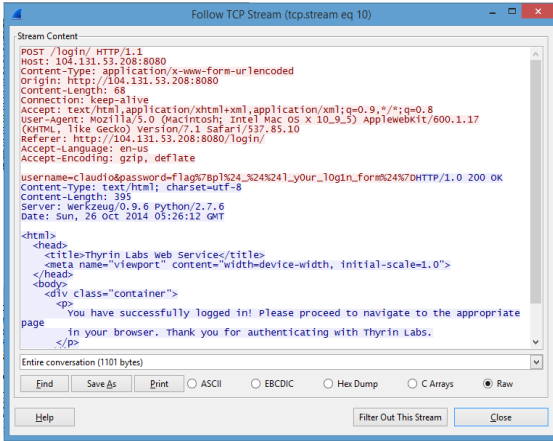 Follow TCP Stream (tcp.stream eq 10)
Stream Content
POST /login/ HTTP/1.1
Host: 104.131.53.208:8080
Content-Type: application/x-www-form-urlencoded
Origin: http://104.131.53.208:8080
Content-Length: 68
Connection: keep-alive
Accept: text/html,application/xhtml+xml,application/xml;q=0.9,*/*;q=0.8
User-Agent: Mozilla/5.0 (Macintosh; Intel Mac OS X 10_9_5) AppleWebKit/600.1.17
(KHTML, like Gecko) Version/7.1 Safari/537.85.10
Referer: http://104.131.53.208:8080/login/
Accept-Language: en-us
Accept-Encoding: gzip, deflate
username=claudio&password=flag%7Bpl%24_%24%24l_y0ur_l0g1n_form%24%7DHTTP/1.0 200 OK
Content-Type: text/html; charset=utf-8
Content-Length: 395
Server: Werkzeug/0.9.6 Python/2.7.6
Date: Sun, 26 Oct 2014 05:26:12 GMT
<html>
<head>
<title>Thyrin Labs Web Service</title>
<meta name="viewport" content="width=device-width, initial-scale=1.0">
</head>
<body>
<div class="container">
<p>
You have successfully logged in! Please proceed to navigate to the appropriate
page
in your browser. Thank you for authenticating with Thyrin Labs.
</p>
Entire conversation (1101 bytes)
Find Save As Print ASCII EBCDIC Hex Dump C Arrays Raw
Help Filter Out This Stream Close